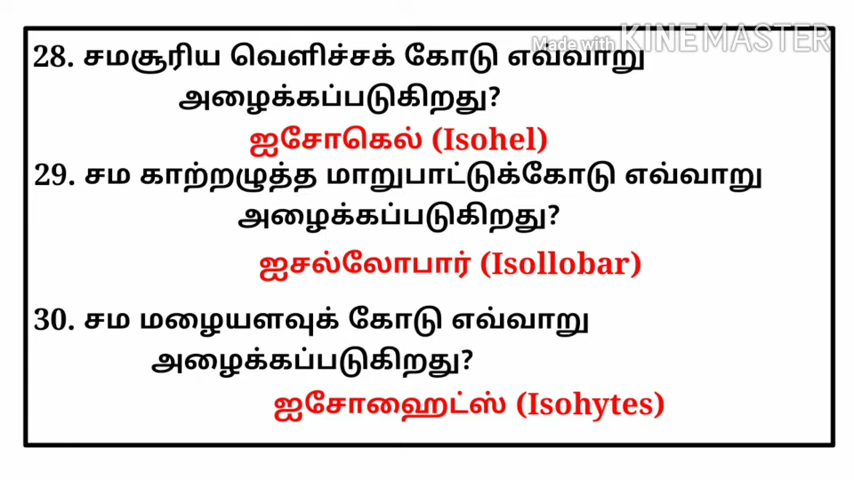 Made with KINEMASTER
28. சமசூரிய வெளிச்சக் கோடு எவ்வாறு
அழைக்கப்படுகிறது?
ஐசோகெல் (Isohel)
29. சம காற்றழுத்த மாறுபாட்டுக்கோடு எவ்வாறு
அழைக்கப்படுகிறது?
ஐசல்லோபார் (Isollobar)
30. சம மழையளவுக் கோடு எவ்வாறு
அழைக்கப்படுகிறது?
ஐசோஹைட்ஸ் (Isohytes)